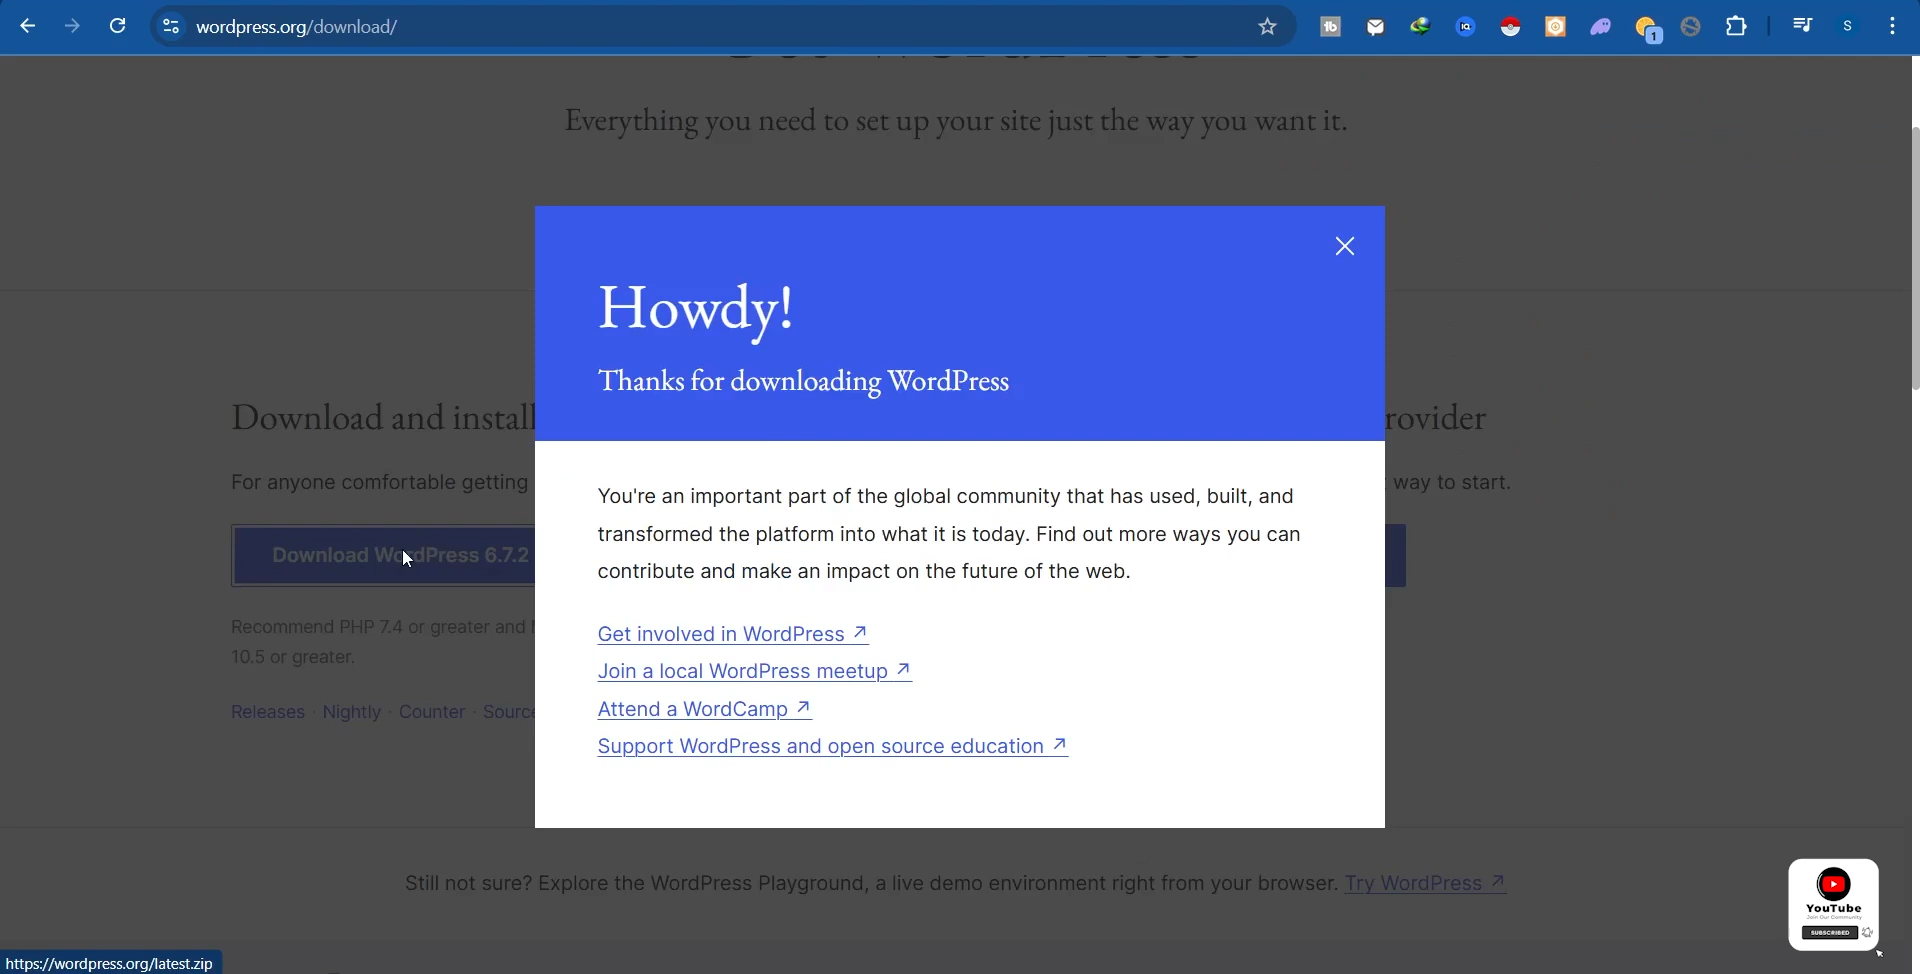 wordpress.org/download/
1
S
Everything you need to set up your site just the way you want it.
Howdy!
Thanks for downloading WordPress
Download and install
rovider
For anyone comfortable getting
way to start.
You're an important part of the global community that has used, built, and
transformed the platform into what it is today. Find out more ways you can
contribute and make an impact on the future of the web.
Download WordPress 6.7.2
Recommend PHP 7.4 or greater and
10.5 or greater.
Get involved in WordPress ↗
Join a local WordPress meetup ↗
Releases · Nightly · Counter · Source
Attend a WordCamp ↗
Support WordPress and open source education ↗
Still not sure? Explore the WordPress Playground, a live demo environment right from your browser. Try WordPress ↗
YouTube
Join Our Community
SUBSCRIBED
https://wordpress.org/latest.zip